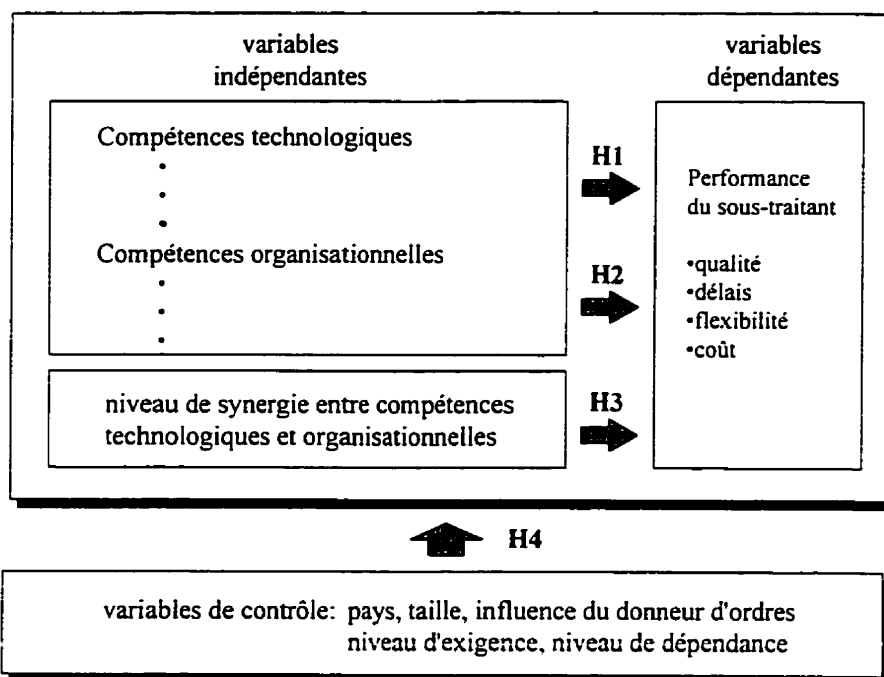 variables
indépendantes
variables
dépendantes
Compétences technologiques
•
•
•
Compétences organisationnelles
•
•
•
H1
H2
Performance
du sous-traitant
•qualité
•délais
•flexibilité
•coût
niveau de synergie entre compétences
technologiques et organisationnelles
H3
H4
variables de contrôle: pays, taille, influence du donneur d'ordres
niveau d'exigence, niveau de dépendance